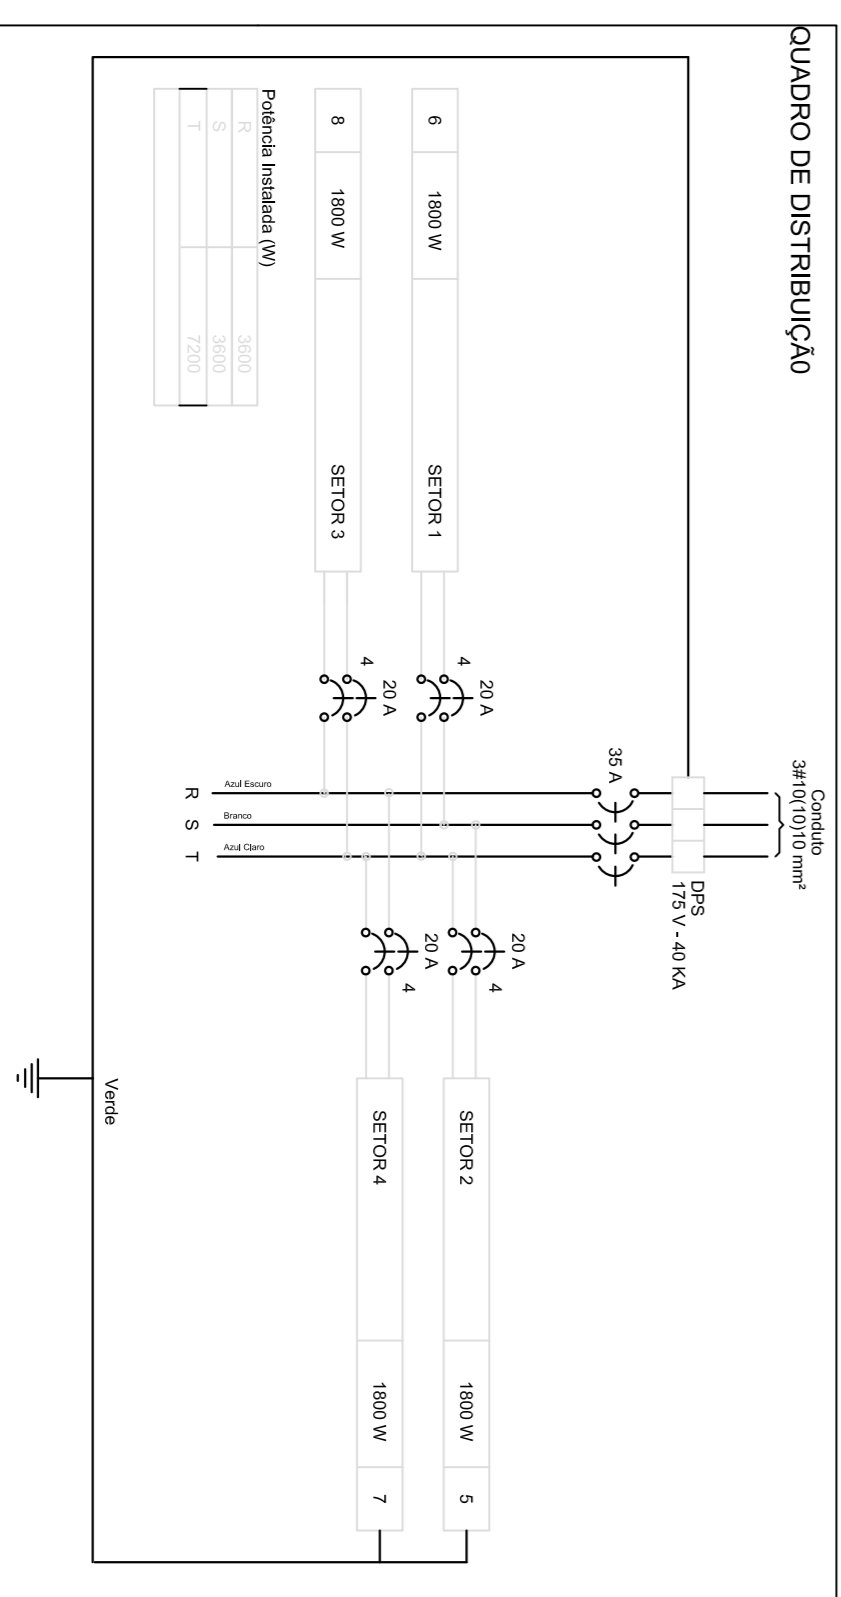 QUADRO DE DISTRIBUIÇÃO
Conduto
3#10(10)10 mm²
DPS
175 V - 40 KA
35 A
20 A
4
20 A
4
6
1800 W
SETOR 1
SETOR 2
1800 W
5
20 A
4
20 A
4
8
1800 W
SETOR 3
SETOR 4
1800 W
7
Potência Instalada (W)
R 3600
S 3600
T 7200
Azul Escuro
Branco
Azul Claro
R
S
T
Verde